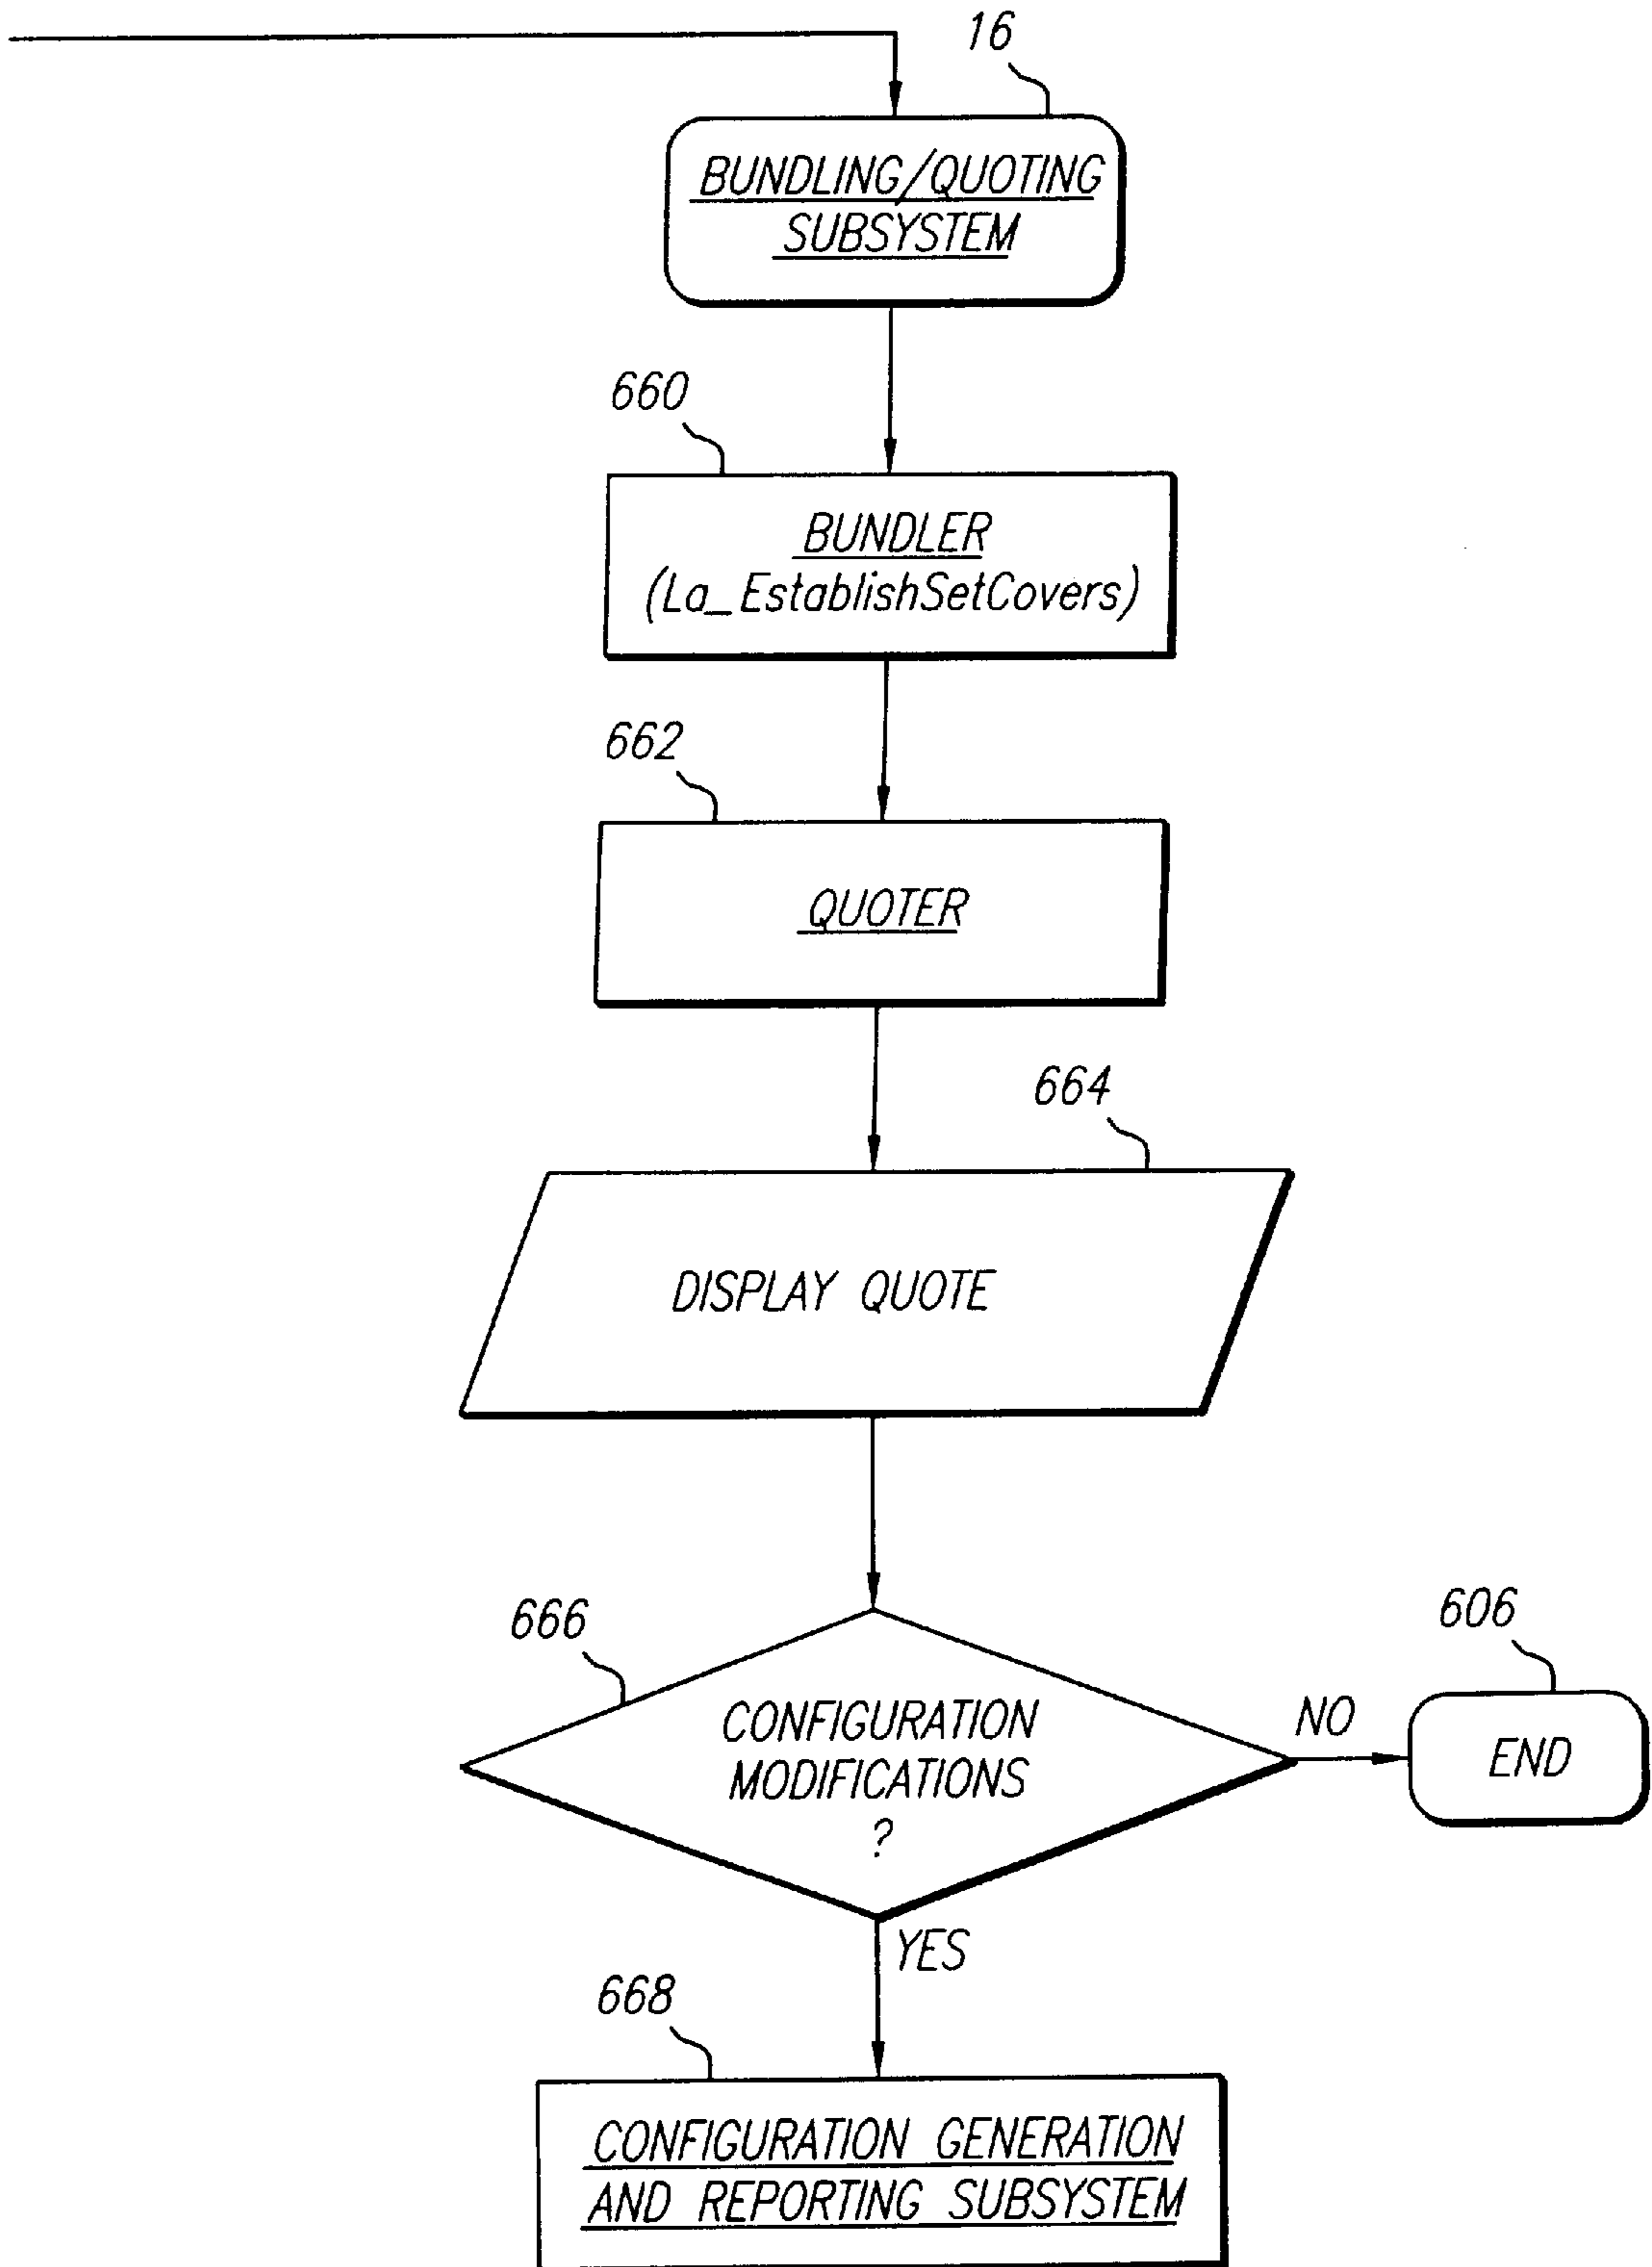 16
BUNDLING/QUOTING
SUBSYSTEM
660
BUNDLER
(La_EstablishSetCovers)
662
QUOTER
664
DISPLAY QUOTE
666
CONFIGURATION
MODIFICATIONS
?
NO
606
END
YES
668
CONFIGURATION GENERATION
AND REPORTING SUBSYSTEM